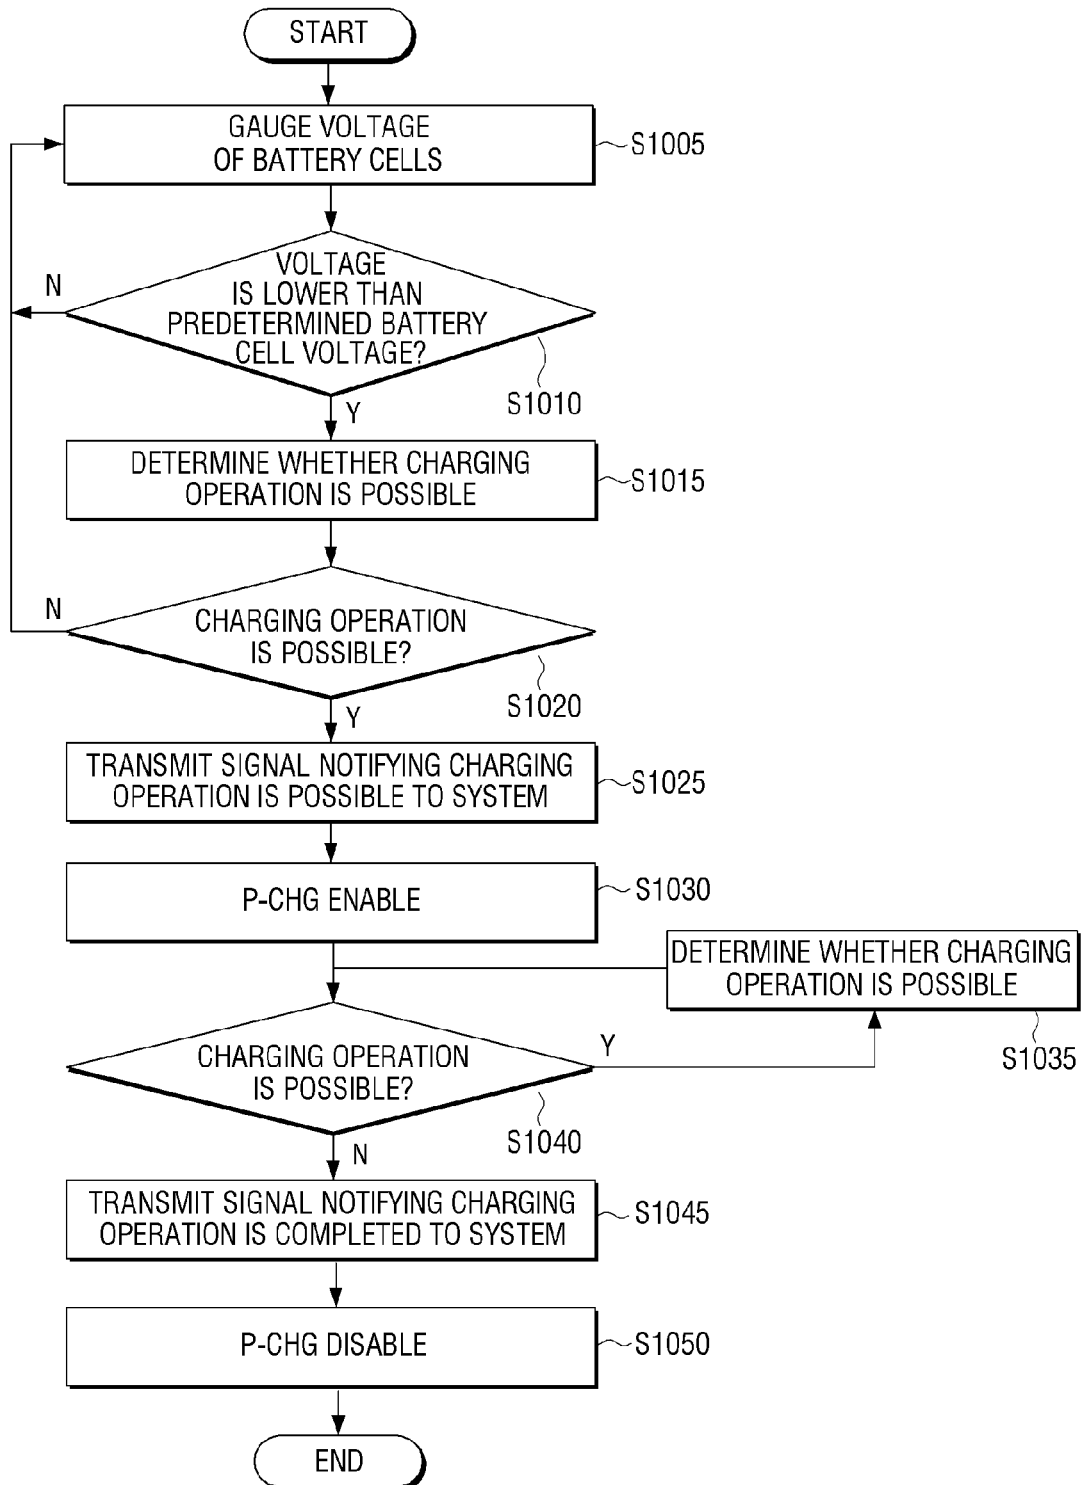 START
GAUGE VOLTAGE
OF BATTERY CELLS
S1005
VOLTAGE
IS LOWER THAN
PREDETERMINED BATTERY
CELL VOLTAGE?
N
S1010
Y
DETERMINE WHETHER CHARGING
OPERATION IS POSSIBLE
S1015
N
CHARGING OPERATION
IS POSSIBLE?
S1020
Y
TRANSMIT SIGNAL NOTIFYING CHARGING
OPERATION IS POSSIBLE TO SYSTEM
S1025
P-CHG ENABLE
S1030
DETERMINE WHETHER CHARGING
OPERATION IS POSSIBLE
S1035
CHARGING OPERATION
IS POSSIBLE?
Y
S1040
N
TRANSMIT SIGNAL NOTIFYING CHARGING
OPERATION IS COMPLETED TO SYSTEM
S1045
P-CHG DISABLE
S1050
END